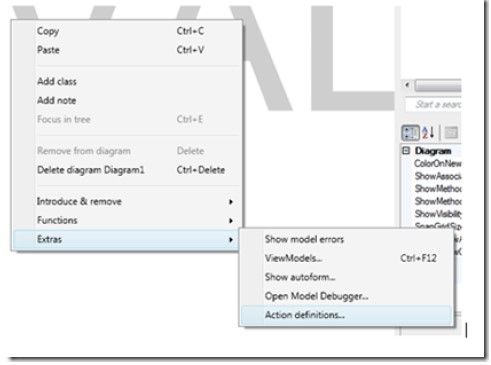 VAL
Copy Ctrl+C
Paste Ctrl+V
Add class
Add note
Focus in tree Ctrl+E
Remove from diagram Delete
Delete diagram Diagram1 Ctrl+Delete
Introduce & remove
Functions
Extras
Show model errors
ViewModels... Ctrl+F12
Show autoform...
Open Model Debugger...
Action definitions...
Start a searc
Diagram
ColorOnNew
ShowAssoci
ShowMethod
ShowMethod
ShowVisibility
SnapGridSiz